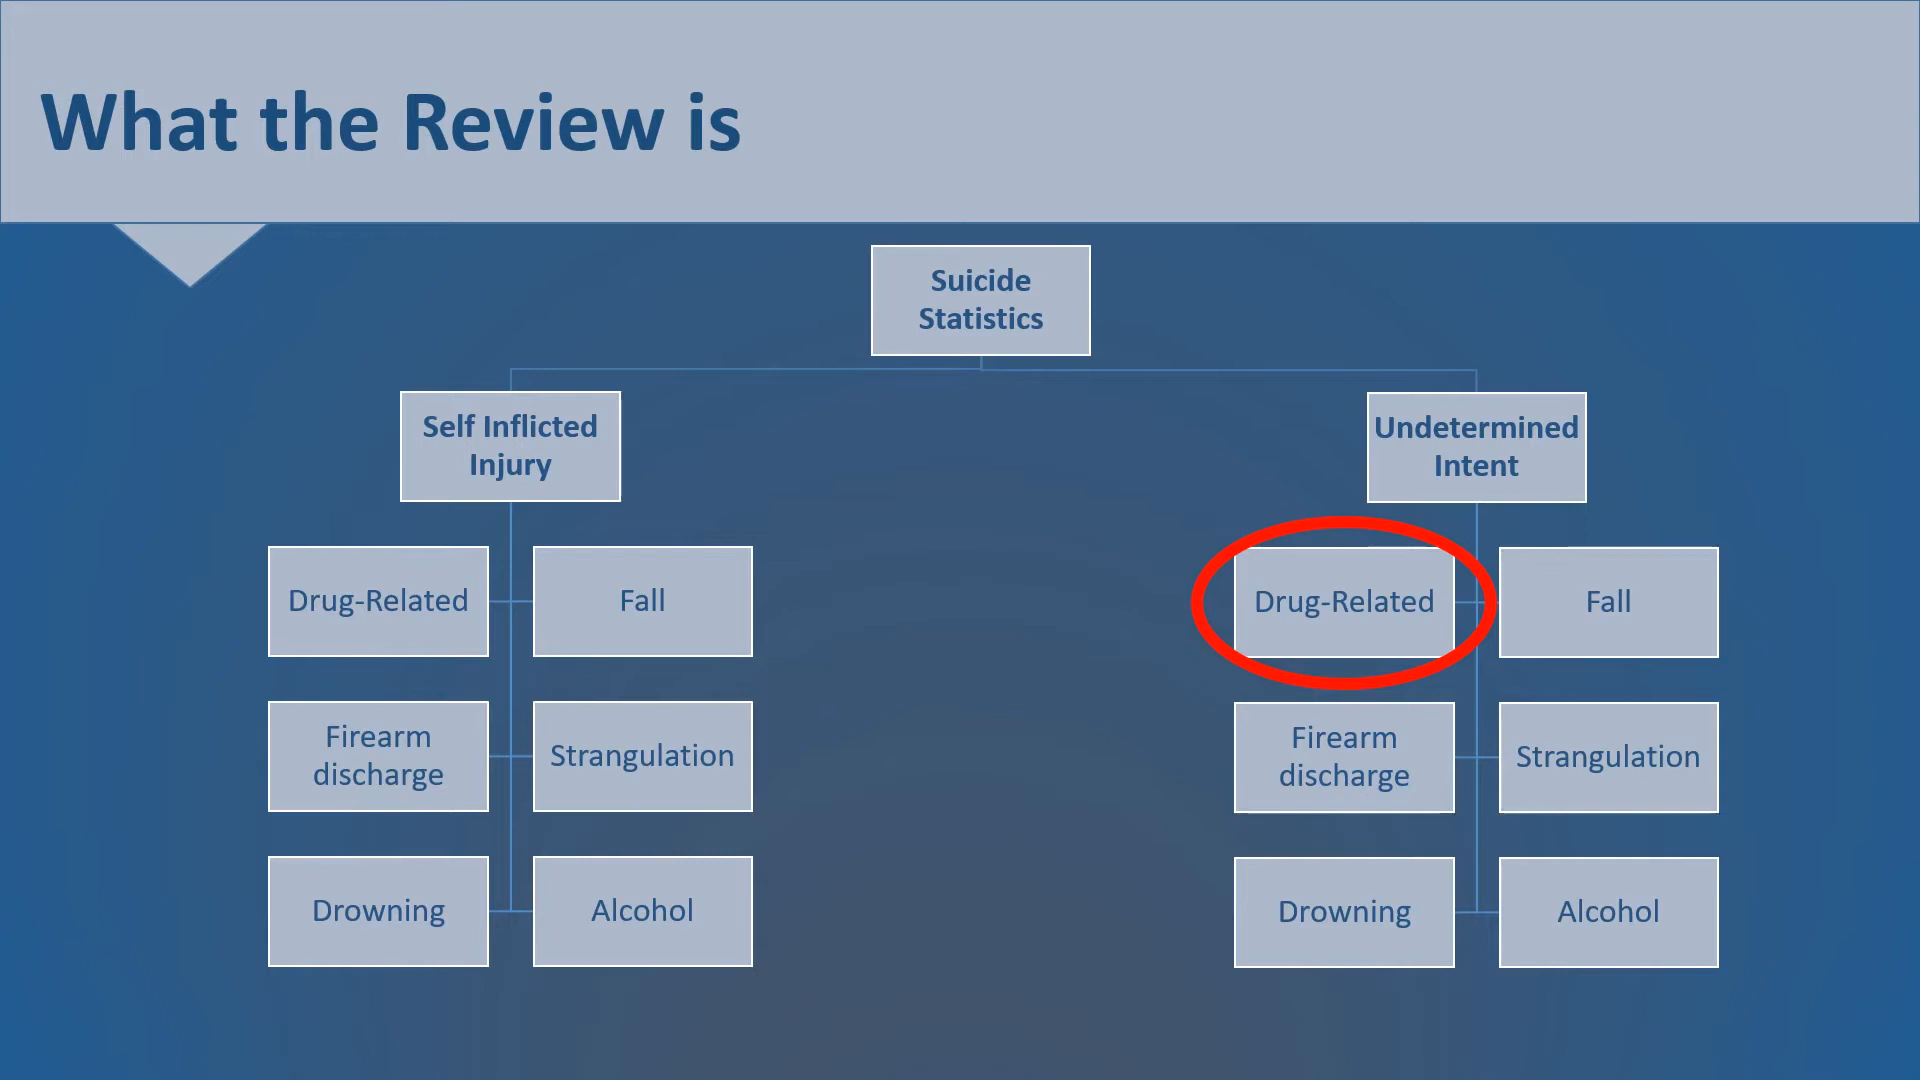 What the Review is
Suicide
Statistics
Self Inflicted
Injury
Undetermined
Intent
Drug-Related
Fall
Drug-Related
Fall
Firearm
discharge
Strangulation
Firearm
discharge
Strangulation
Drowning
Alcohol
Drowning
Alcohol